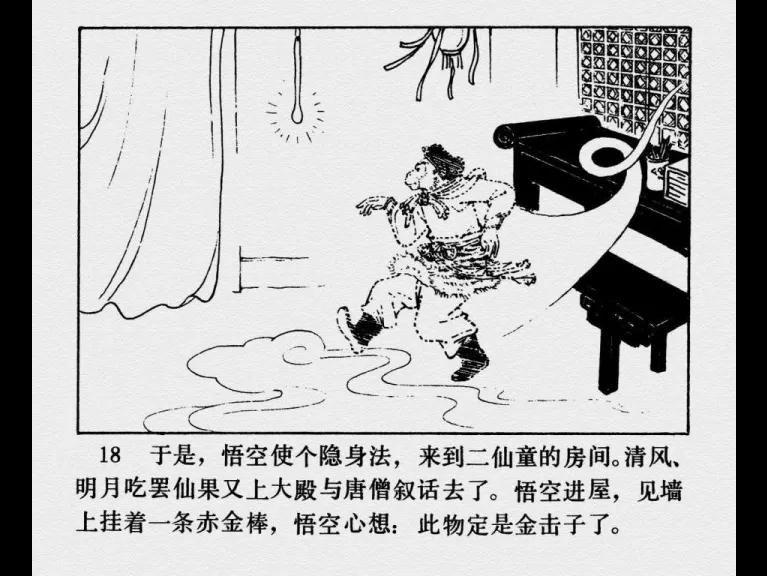 18 于是，悟空使个隐身法，来到二仙童的房间。清风、
明月吃罢仙果又上大殿与唐僧叙话去了。悟空进屋，见墙
上挂着一条赤金棒，悟空心想：此物定是金击子了。